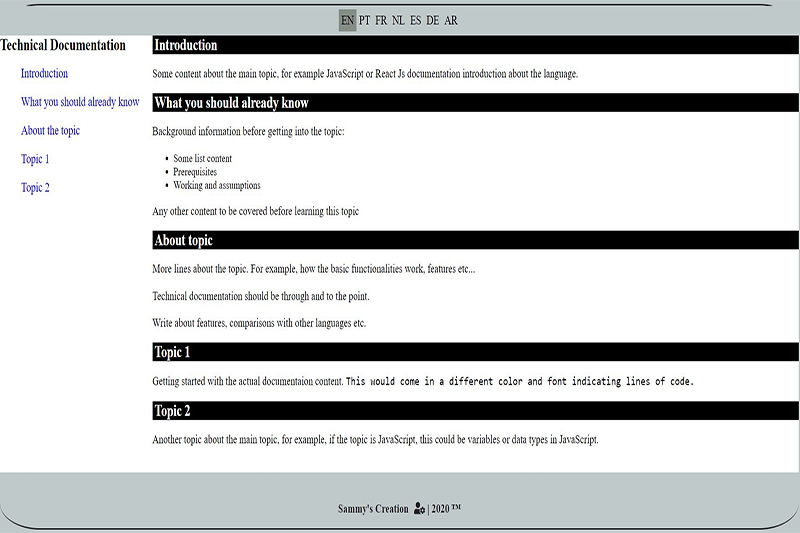 EN PT FR NL ES DE AR
Technical Documentation
Introduction
What you should already know
About the topic
Topic 1
Topic 2
Introduction
Some content about the main topic, for example JavaScript or React Js documentation introduction about the language.
What you should already know
Background information before getting into the topic:
• Some list content
• Prerequisites
• Working and assumptions
Any other content to be covered before learning this topic
About topic
More lines about the topic. For example, how the basic functionalities work, features etc...
Technical documentation should be through and to the point.
Write about features, comparisons with other languages etc.
Topic 1
Getting started with the actual documentaion content. This would come in a different color and font indicating lines of code.
Topic 2
Another topic about the main topic, for example, if the topic is JavaScript, this could be variables or data types in JavaScript.
Sammy's Creation | 2020 ™